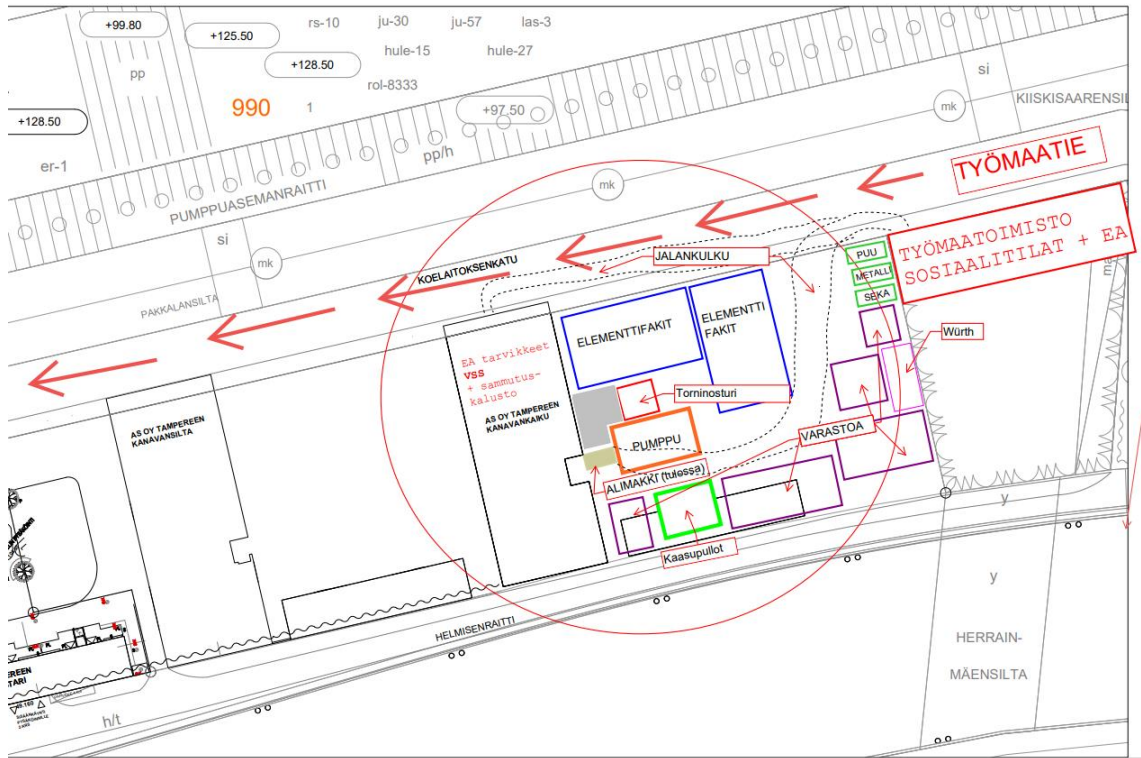 +99.80
+125.50
rs-10
ju-30
ju-57
las-3
hule-15
hule-27
+128.50
rol-8333
pp
990
1
+97.50
+128.50
er-1
pp/h
si
mk
KIISKISAARENSIL
TYÖMAATIE
PUMPPUASEMANRAITTI
mk
si
mk
KOELAITOKSENKATU
JALANKULKU
PAKKALANSILTA
PUU
METALLI
SEKA
TYÖMAATOIMISTO
SOSIAALITILAT + EA
ELEMENTTIFAKIT
ELEMENTTI
FAKIT
Würth
EA tarvikkeet
VSS
+ sammutus-
kalusto
AS OY TAMPEREEN
KANAVANKAIKU
AS OY TAMPEREEN
KANAVANSILTA
Torninosturi
PUMPPU
VARASTOA
ALIMAKKI (tulossa)
Kaasupullot
HELMISENRAITTI
y
y
HERRAIN-
MÄENSILTA
h/t